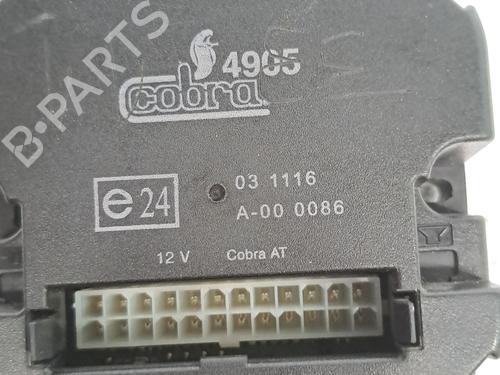 B-PARTS
4905
cobra
e24
03 1116
A-00 0086
12 V
Cobra AT